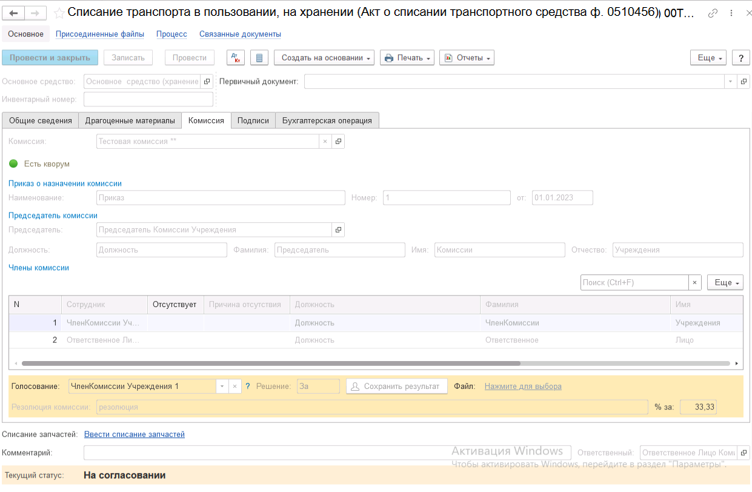 Списание транспорта в пользовании, на хранении (Акт о списании транспортного средства ф. 0510456) 00Т...
Основное Присоединенные файлы Процесс Связанные документы
Провести и закрыть Записать Провести Дт Кт Создать на основании Печать Отчеты Еще ?
Основное средство: Основное средство (хранение Первичный документ:
Инвентарный номер:
Общие сведения Драгоценные материалы Комиссия Подписи Бухгалтерская операция
Комиссия: Тестовая комиссия ""
Есть кворум
Приказ о назначении комиссии
Наименование: Приказ Номер: 1 от: 01.01.2023
Председатель комиссии
Председатель: Председатель Комиссии Учреждения
Должность: Должность Фамилия: Председатель Имя: Комиссии Отчество: Учреждения
Члены комиссии
Поиск (Ctrl+F) × Еще
N Сотрудник Отсутствует Причина отсутствия Должность Фамилия Имя
1 ЧленКомиссии Уч... Должность ЧленКомиссии Учреждения
2 Ответственное Ли... Должность Ответственное Лицо
Голосование: ЧленКомиссии Учреждения 1 ? Решение: За Сохранить результат Файл: Нажмите для выбора
Резолюция комиссии: резолюция % за: 33,33
Списание запчастей: Ввести списание запчастей
Комментарий: Ответственный: Ответственное Лицо Коми
Активация Windows
Чтобы активировать Windows, перейдите в раздел "Параметры".
Текущий статус: На согласовании